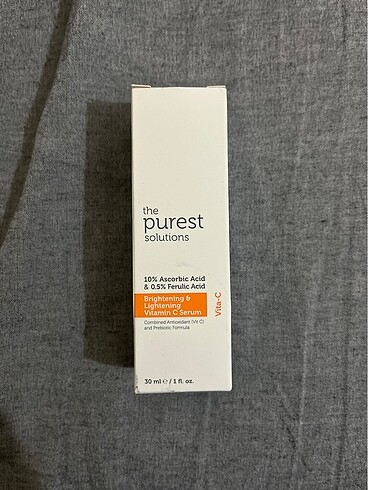 the
purest
solutions
10% Ascorbic Acid
& 0.5% Ferulic Acid
Brightening &
Lightening
Vitamin C Serum
Combined Antioxidant (Vit C)
and Prebiotic Formula
Vita-C
30 ml ℮ / 1 fl. oz.